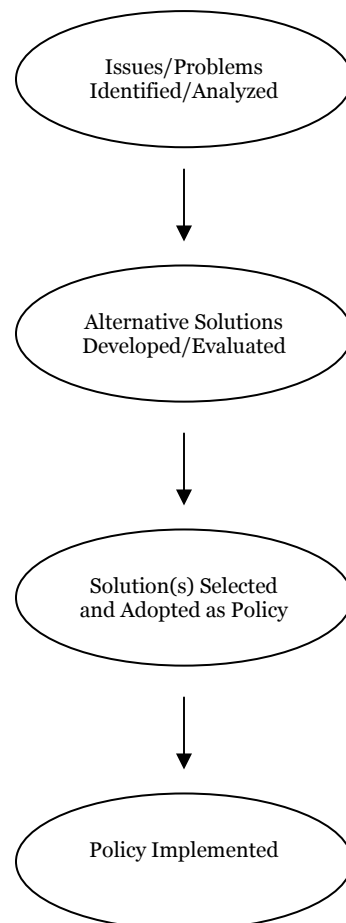 Issues/Problems
Identified/Analyzed
Alternative Solutions
Developed/Evaluated
Solution(s) Selected
and Adopted as Policy
Policy Implemented